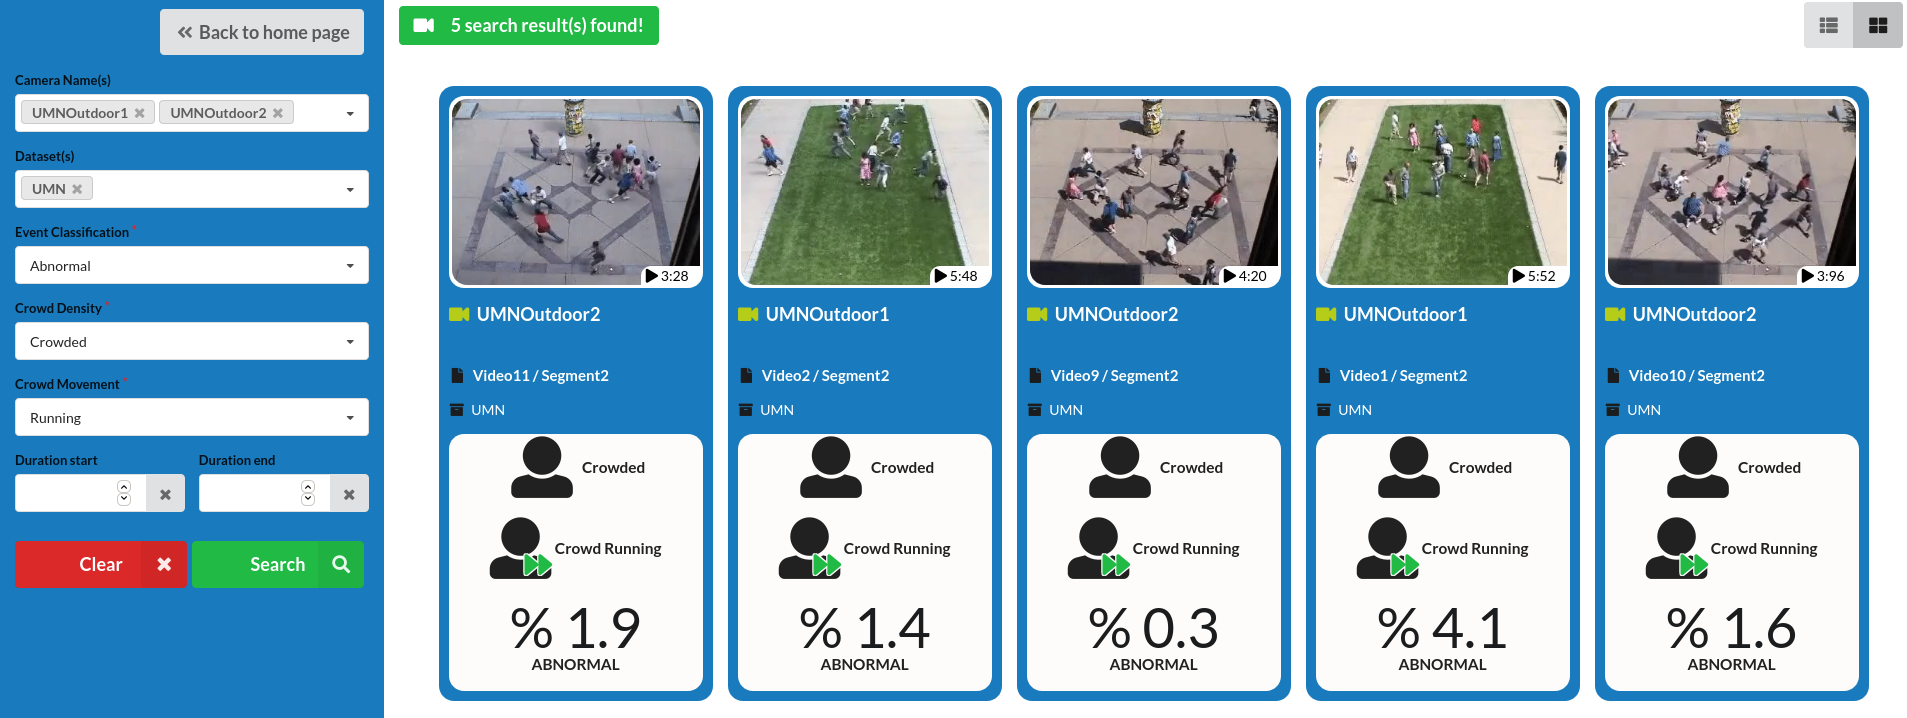 Back to home page
Camera Name(s)
UMNOutdoor1 UMNOutdoor2
Dataset(s)
UMN
Event Classification *
Abnormal
Crowd Density *
Crowded
Crowd Movement *
Running
Duration start Duration end
Clear Search
5 search result(s) found!
3:28
UMNOutdoor2
Video11 / Segment2
UMN
Crowded
Crowd Running
% 1.9
ABNORMAL
5:48
UMNOutdoor1
Video2 / Segment2
UMN
Crowded
Crowd Running
% 1.4
ABNORMAL
4:20
UMNOutdoor2
Video9 / Segment2
UMN
Crowded
Crowd Running
% 0.3
ABNORMAL
5:52
UMNOutdoor1
Video1 / Segment2
UMN
Crowded
Crowd Running
% 4.1
ABNORMAL
3:96
UMNOutdoor2
Video10 / Segment2
UMN
Crowded
Crowd Running
% 1.6
ABNORMAL